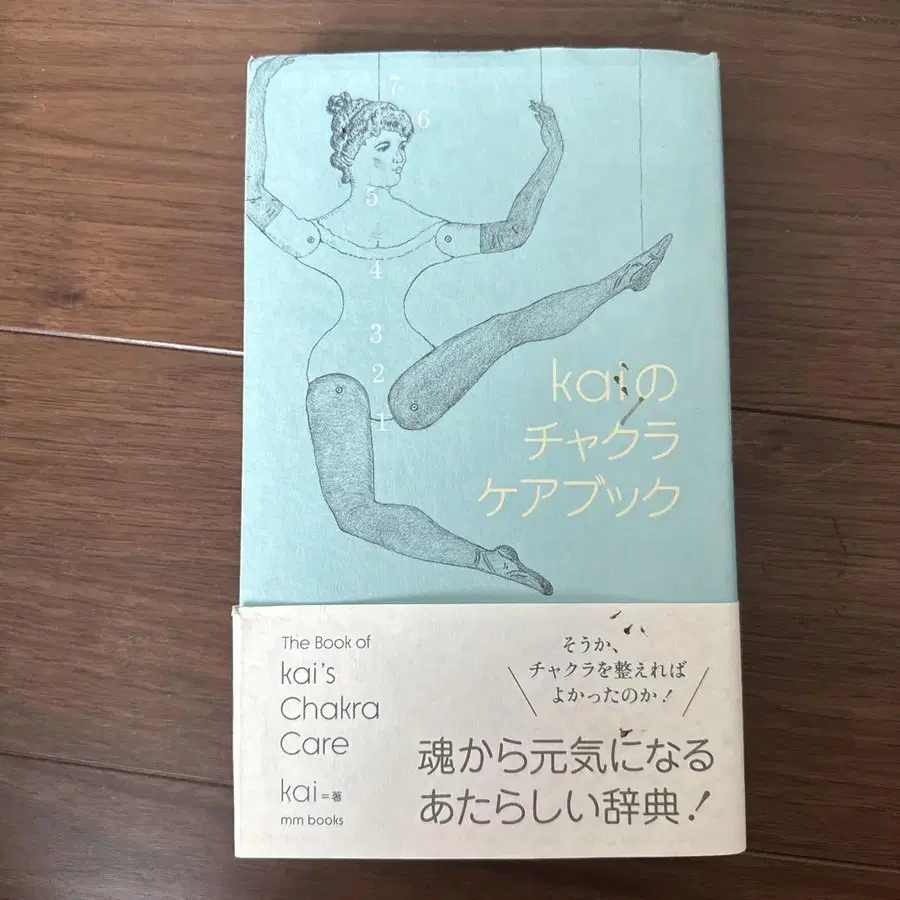 7
6
5
4
3
2
1
kaiの
チャクラ
ケアブック
The Book of
kai's
Chakra
Care
kai=著
mm books
そうか、
チャクラを整えれば
よかったのか!
魂から元気になる
あたらしい辞典!